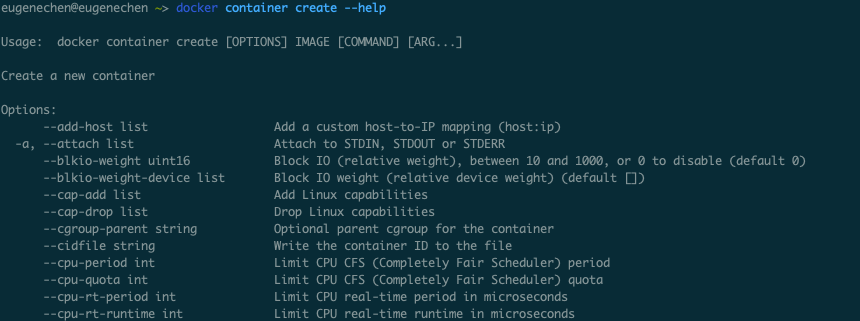 eugenechen@eugenechen ~> docker container create --help
Usage:  docker container create [OPTIONS] IMAGE [COMMAND] [ARG...]
Create a new container
Options:
      --add-host list                  Add a custom host-to-IP mapping (host:ip)
  -a, --attach list                    Attach to STDIN, STDOUT or STDERR
      --blkio-weight uint16            Block IO (relative weight), between 10 and 1000, or 0 to disable (default 0)
      --blkio-weight-device list       Block IO weight (relative device weight) (default [])
      --cap-add list                   Add Linux capabilities
      --cap-drop list                  Drop Linux capabilities
      --cgroup-parent string           Optional parent cgroup for the container
      --cidfile string                 Write the container ID to the file
      --cpu-period int                 Limit CPU CFS (Completely Fair Scheduler) period
      --cpu-quota int                  Limit CPU CFS (Completely Fair Scheduler) quota
      --cpu-rt-period int              Limit CPU real-time period in microseconds
      --cpu-rt-runtime int             Limit CPU real-time runtime in microseconds